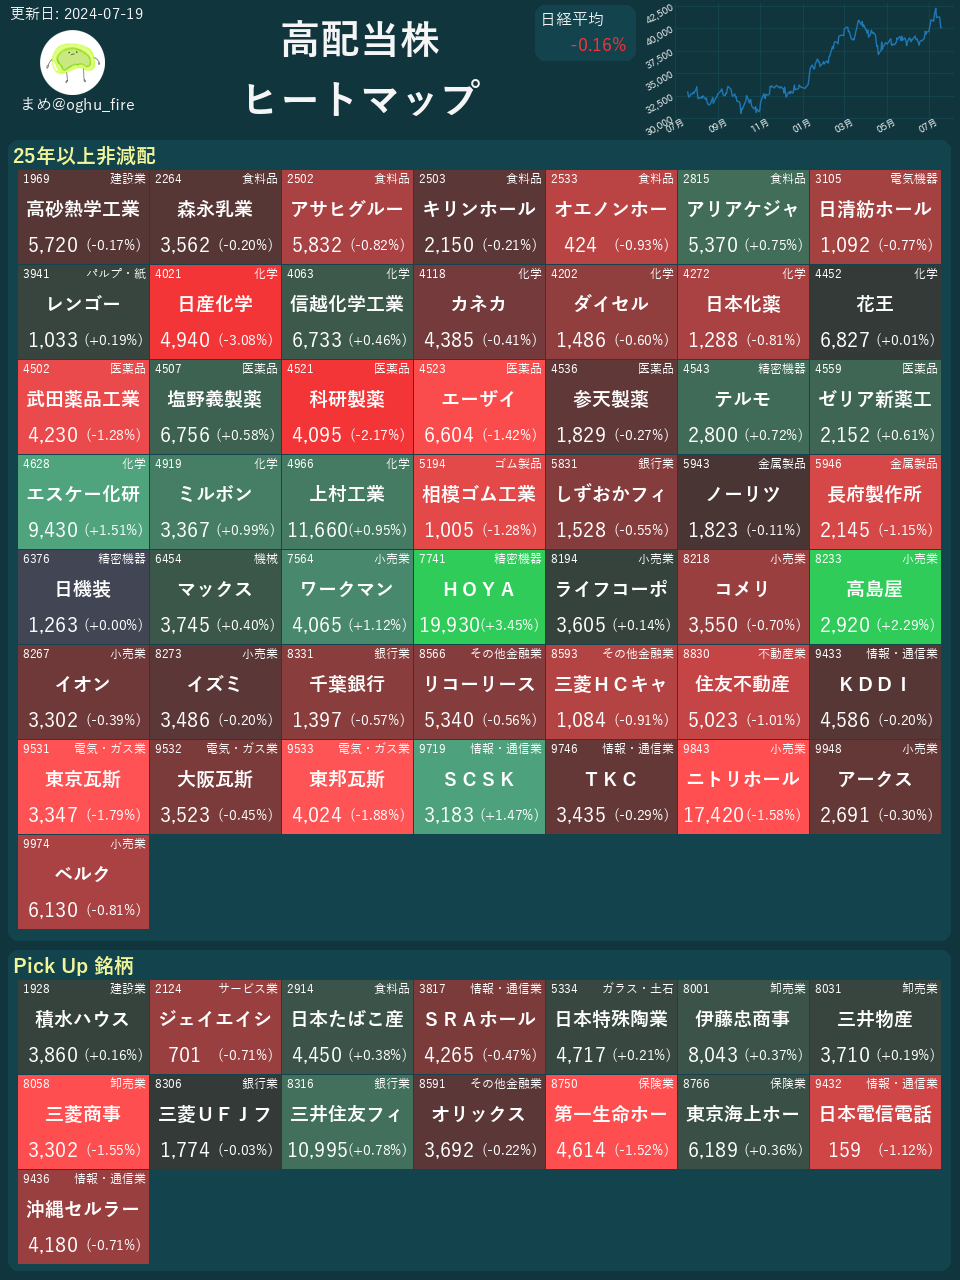 更新日: 2024-07-19
まめ@oghu_fire
高配当株
ヒートマップ
日経平均
-0.16%
42,500
40,000
37,500
35,000
32,500
30,000
07月 09月 11月 01月 03月 05月 07月
25年以上非減配
1969 建設業 2264 食料品 2502 食料品 2503 食料品 2533 食料品 2815 食料品 3105 電気機器
高砂熱学工業 森永乳業 アサヒグルー キリンホール オエノンホー アリアケジャ 日清紡ホール
5,720 (-0.17%) 3,562 (-0.20%) 5,832 (-0.82%) 2,150 (-0.21%) 424 (-0.93%) 5,370 (+0.75%) 1,092 (-0.77%)
3941 パルプ・紙 4021 化学 4063 化学 4118 化学 4202 化学 4272 化学 4452 化学
レンゴー 日産化学 信越化学工業 カネカ ダイセル 日本化薬 花王
1,033 (+0.19%) 4,940 (-3.08%) 6,733 (+0.46%) 4,385 (-0.41%) 1,486 (-0.60%) 1,288 (-0.81%) 6,827 (+0.01%)
4502 医薬品 4507 医薬品 4521 医薬品 4523 医薬品 4536 医薬品 4543 精密機器 4559 医薬品
武田薬品工業 塩野義製薬 科研製薬 エーザイ 参天製薬 テルモ ゼリア新薬工
4,230 (-1.28%) 6,756 (+0.58%) 4,095 (-2.17%) 6,604 (-1.42%) 1,829 (-0.27%) 2,800 (+0.72%) 2,152 (+0.61%)
4628 化学 4919 化学 4966 化学 5194 ゴム製品 5831 銀行業 5943 金属製品 5946 金属製品
エスケー化研 ミルボン 上村工業 相模ゴム工業 しずおかフィ ノーリツ 長府製作所
9,430 (+1.51%) 3,367 (+0.99%) 11,660 (+0.95%) 1,005 (-1.28%) 1,528 (-0.55%) 1,823 (-0.11%) 2,145 (-1.15%)
6376 精密機器 6454 機械 7564 小売業 7741 精密機器 8194 小売業 8218 小売業 8233 小売業
日機装 マックス ワークマン ＨＯＹＡ ライフコーポ コメリ 高島屋
1,263 (+0.00%) 3,745 (+0.40%) 4,065 (+1.12%) 19,930 (+3.45%) 3,605 (+0.14%) 3,550 (-0.70%) 2,920 (+2.29%)
8267 小売業 8273 小売業 8331 銀行業 8566 その他金融業 8593 その他金融業 8830 不動産業 9433 情報・通信業
イオン イズミ 千葉銀行 リコーリース 三菱ＨＣキャ 住友不動産 ＫＤＤＩ
3,302 (-0.39%) 3,486 (-0.20%) 1,397 (-0.57%) 5,340 (-0.56%) 1,084 (-0.91%) 5,023 (-1.01%) 4,586 (-0.20%)
9531 電気・ガス業 9532 電気・ガス業 9533 電気・ガス業 9719 情報・通信業 9746 情報・通信業 9843 小売業 9948 小売業
東京瓦斯 大阪瓦斯 東邦瓦斯 ＳＣＳＫ ＴＫＣ ニトリホール アークス
3,347 (-1.79%) 3,523 (-0.45%) 4,024 (-1.88%) 3,183 (+1.47%) 3,435 (-0.29%) 17,420 (-1.58%) 2,691 (-0.30%)
9974 小売業
ベルク
6,130 (-0.81%)
Pick Up 銘柄
1928 建設業 2124 サービス業 2914 食料品 3817 情報・通信業 5334 ガラス・土石 8001 卸売業 8031 卸売業
積水ハウス ジェイエイシ 日本たばこ産 ＳＲＡホール 日本特殊陶業 伊藤忠商事 三井物産
3,860 (+0.16%) 701 (-0.71%) 4,450 (+0.38%) 4,265 (-0.47%) 4,717 (+0.21%) 8,043 (+0.37%) 3,710 (+0.19%)
8058 卸売業 8306 銀行業 8316 銀行業 8591 その他金融業 8750 保険業 8766 保険業 9432 情報・通信業
三菱商事 三菱ＵＦＪフ 三井住友フィ オリックス 第一生命ホー 東京海上ホー 日本電信電話
3,302 (-1.55%) 1,774 (-0.03%) 10,995 (+0.78%) 3,692 (-0.22%) 4,614 (-1.52%) 6,189 (+0.36%) 159 (-1.12%)
9436 情報・通信業
沖縄セルラー
4,180 (-0.71%)